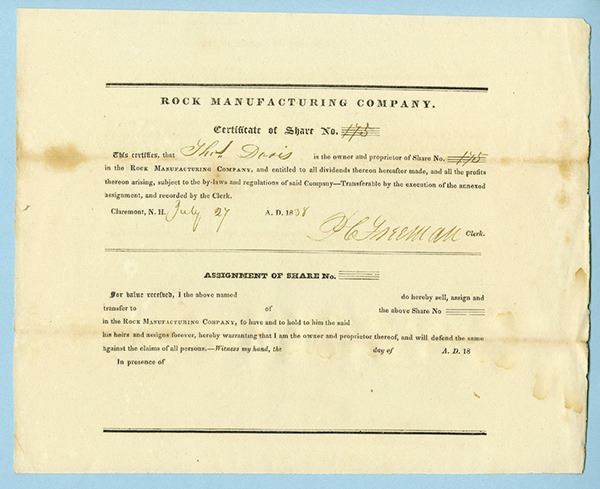 ROCK MANUFACTURING COMPANY.
Certificate of Share No. 175
This certifies, that Thos. Davis is the owner and proprietor of Share No. 175
in the ROCK MANUFACTURING COMPANY, and entitled to all dividends thereon hereafter made, and all the profits
thereon arising, subject to the by-laws and regulations of said Company—Transferable by the execution of the annexed
assignment, and recorded by the Clerk.
Claremont, N. H. July 27 A. D. 1838
P C Freeman Clerk.
ASSIGNMENT OF SHARE No.
For value received, I the above named do hereby sell, assign and
transfer to of the above Share No
in the ROCK MANUFACTURING COMPANY, to have and to hold to him the said
his heirs and assigns forever, hereby warranting that I am the owner and proprietor thereof, and will defend the same
against the claims of all persons.—Witness my hand, the day of A. D. 18
In presence of